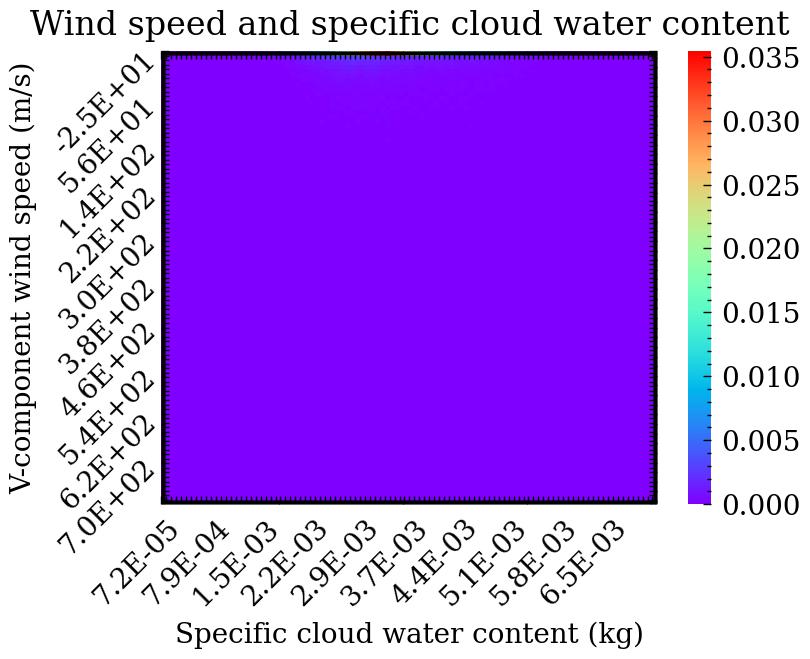 Wind speed and specific cloud water content
V-component wind speed (m/s)
-2.5E+01
5.6E+01
1.4E+02
2.2E+02
3.0E+02
3.8E+02
4.6E+02
5.4E+02
6.2E+02
7.0E+02
0.035
0.030
0.025
0.020
0.015
0.010
0.005
0.000
7.2E-05
7.9E-04
1.5E-03
2.2E-03
2.9E-03
3.7E-03
4.4E-03
5.1E-03
5.8E-03
6.5E-03
Specific cloud water content (kg)